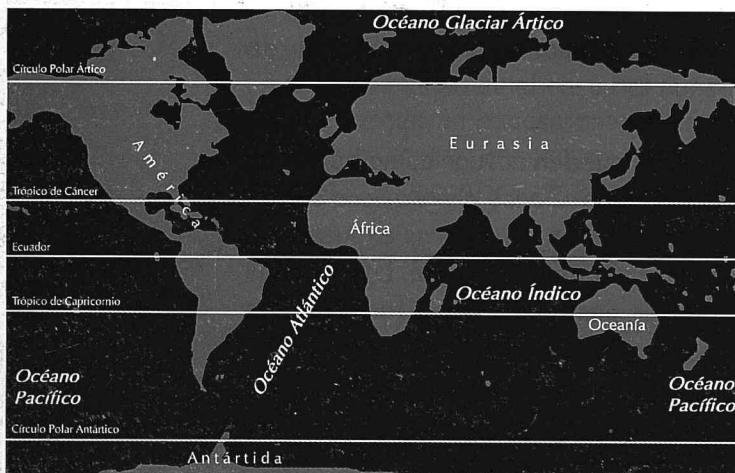 Océano Glaciar Ártico
Círculo Polar Ártico
América
Eurasia
Trópico de Cáncer
África
Ecuador
Océano Índico
Trópico de Capricornio
Océano Atlántico
Oceanía
Océano
Pacífico
Océano
Pacífico
Círculo Polar Antártico
Antártida